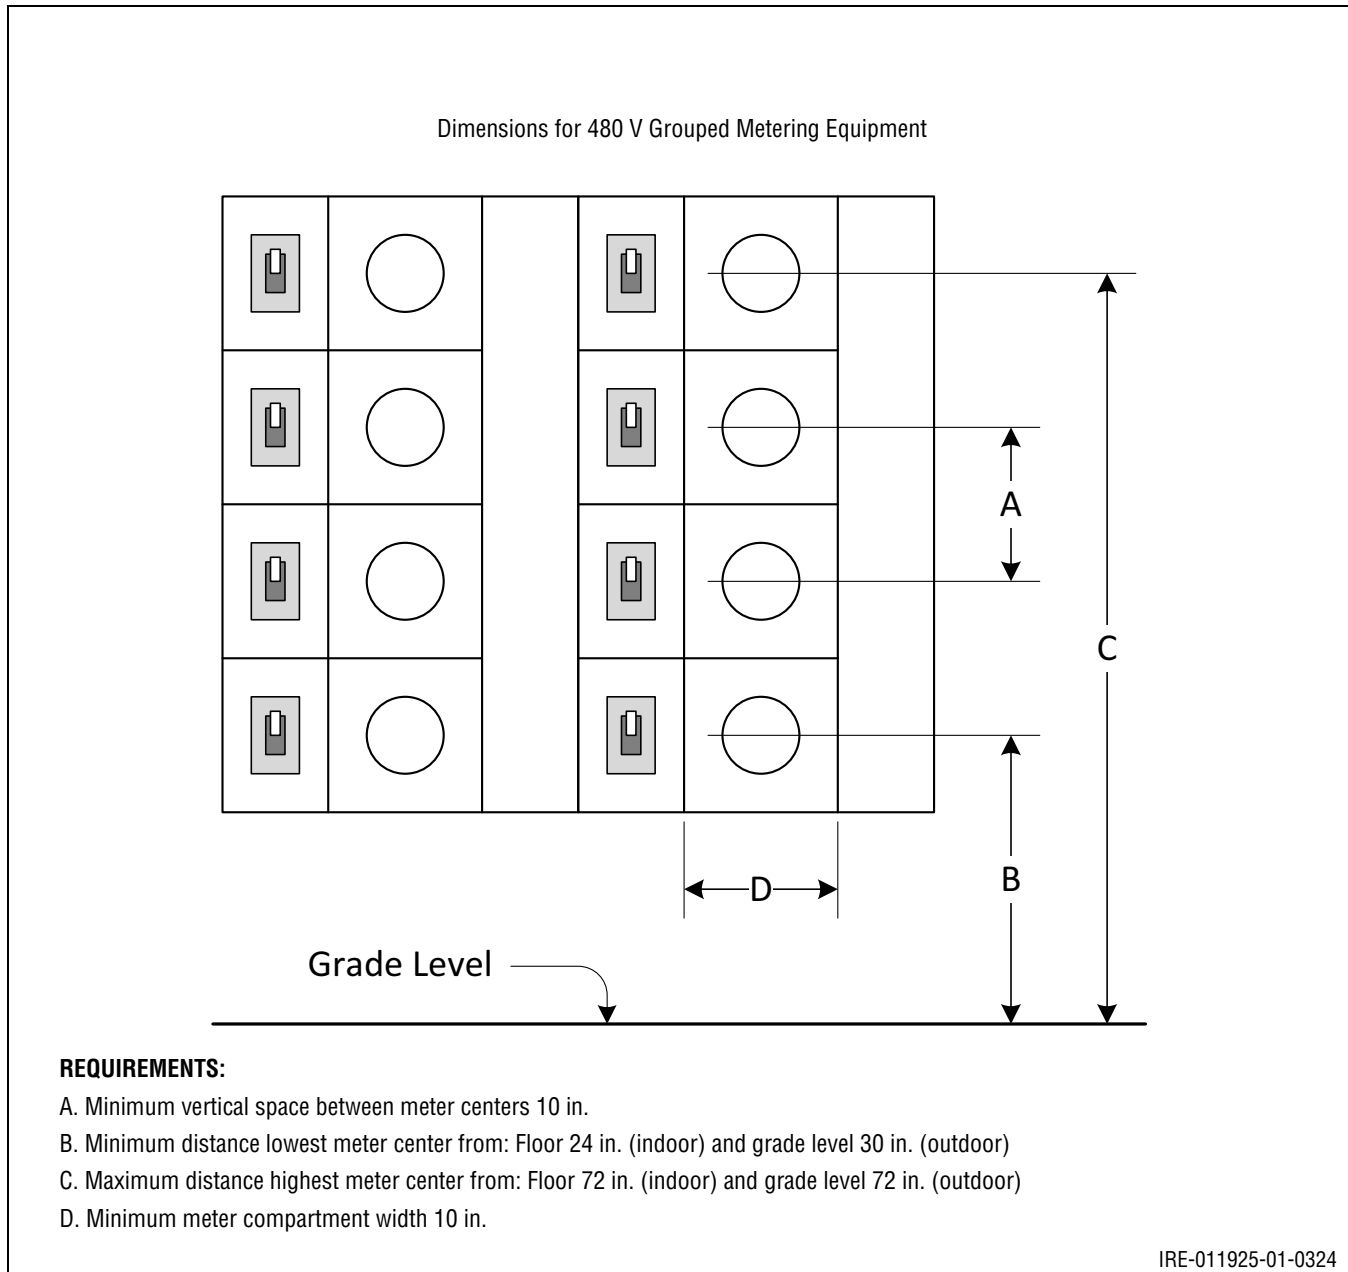 Dimensions for 480 V Grouped Metering Equipment
A
C
B
D
Grade Level
REQUIREMENTS:
A. Minimum vertical space between meter centers 10 in.
B. Minimum distance lowest meter center from: Floor 24 in. (indoor) and grade level 30 in. (outdoor)
C. Maximum distance highest meter center from: Floor 72 in. (indoor) and grade level 72 in. (outdoor)
D. Minimum meter compartment width 10 in.
IRE-011925-01-0324